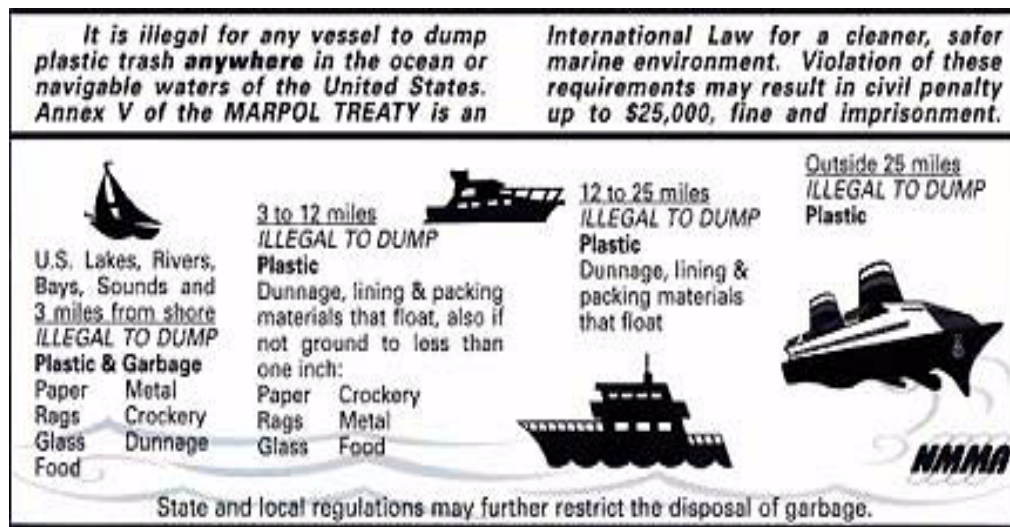 It is illegal for any vessel to dump
plastic trash anywhere in the ocean or
navigable waters of the United States.
Annex V of the MARPOL TREATY is an
International Law for a cleaner, safer
marine environment. Violation of these
requirements may result in civil penalty
up to $25,000, fine and imprisonment.
U.S. Lakes, Rivers,
Bays, Sounds and
3 miles from shore
ILLEGAL TO DUMP
Plastic & Garbage
Paper Metal
Rags Crockery
Glass Dunnage
Food
3 to 12 miles
ILLEGAL TO DUMP
Plastic
Dunnage, lining & packing
materials that float, also if
not ground to less than
one inch:
Paper Crockery
Rags Metal
Glass Food
12 to 25 miles
ILLEGAL TO DUMP
Plastic
Dunnage, lining &
packing materials
that float
Outside 25 miles
ILLEGAL TO DUMP
Plastic
NMMA
State and local regulations may further restrict the disposal of garbage.